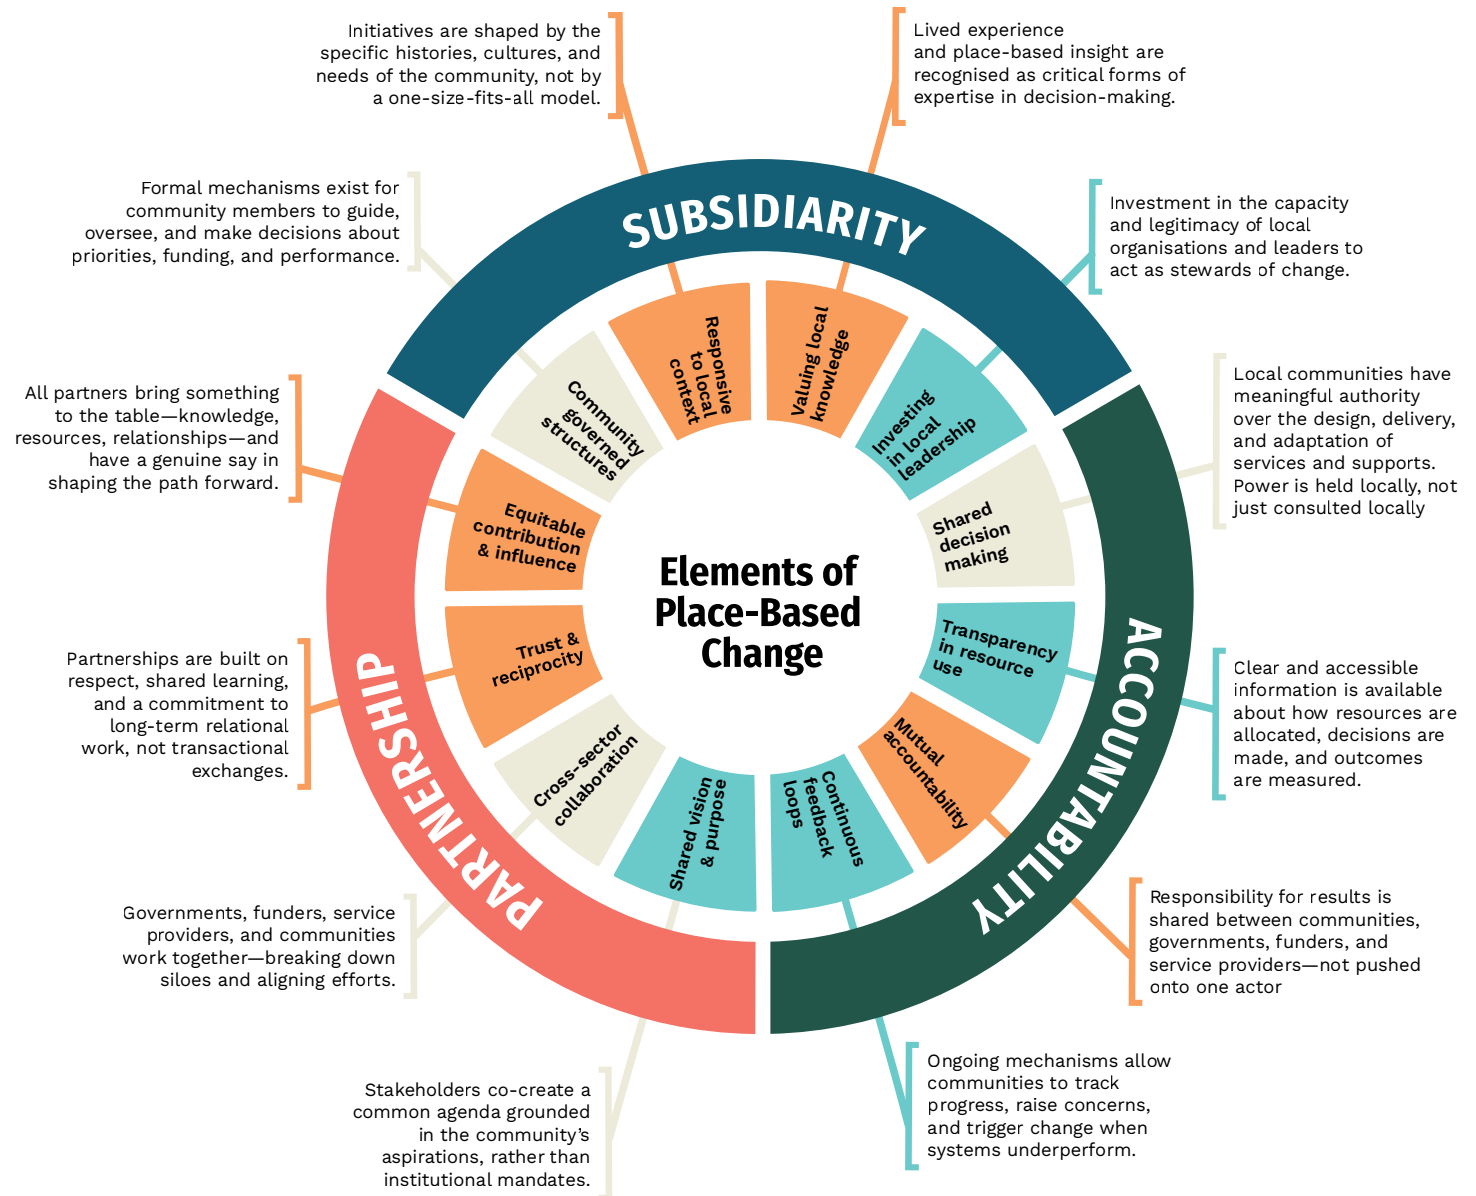 Initiatives are shaped by the
specific histories, cultures, and
needs of the community, not by
a one-size-fits-all model.
Lived experience
and place-based insight are
recognised as critical forms of
expertise in decision-making.
Formal mechanisms exist for
community members to guide,
oversee, and make decisions about
priorities, funding, and performance.
Investment in the capacity
and legitimacy of local
organisations and leaders to
act as stewards of change.
SUBSIDIARITY
Responsive
to local
context
Valuing local
knowledge
Community
governed
structures
Investing
in local
leadership
All partners bring something
to the table—knowledge,
resources, relationships—and
have a genuine say in
shaping the path forward.
Local communities have
meaningful authority
over the design, delivery,
and adaptation of
services and supports.
Power is held locally, not
just consulted locally
Equitable
contribution
& influence
Shared
decision
making
Elements of
Place-Based
Change
Trust &
reciprocity
Transparency
in resource
use
PARTNERSHIP
ACCOUNTABILITY
Partnerships are built on
respect, shared learning,
and a commitment to
long-term relational
work, not transactional
exchanges.
Clear and accessible
information is available
about how resources are
allocated, decisions are
made, and outcomes
are measured.
Cross-sector
collaboration
Shared vision
& purpose
Continuous
feedback
loops
Mutual
accountability
Governments, funders, service
providers, and communities
work together—breaking down
siloes and aligning efforts.
Responsibility for results is
shared between communities,
governments, funders, and
service providers—not pushed
onto one actor
Stakeholders co-create a
common agenda grounded
in the community's
aspirations, rather than
institutional mandates.
Ongoing mechanisms allow
communities to track
progress, raise concerns,
and trigger change when
systems underperform.